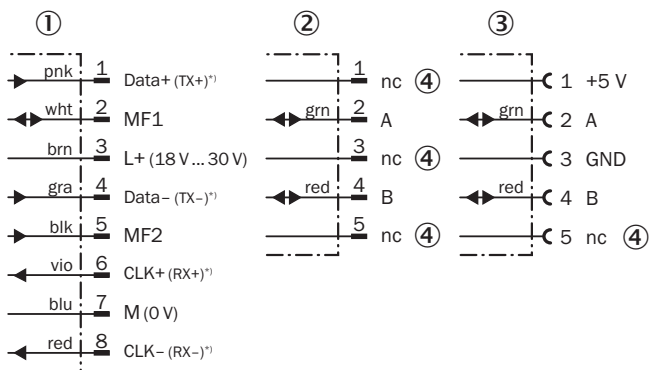 ① ② ③
pnk 1 Data+ (TX+)*)
wht 2 MF1
brn 3 L+ (18 V ... 30 V)
gra 4 Data– (TX–)*)
blk 5 MF2
vio 6 CLK+ (RX+)*)
blu 7 M (0 V)
red 8 CLK– (RX–)*)
1 nc ④
grn 2 A
3 nc ④
red 4 B
5 nc ④
1 +5 V
grn 2 A
3 GND
red 4 B
5 nc ④